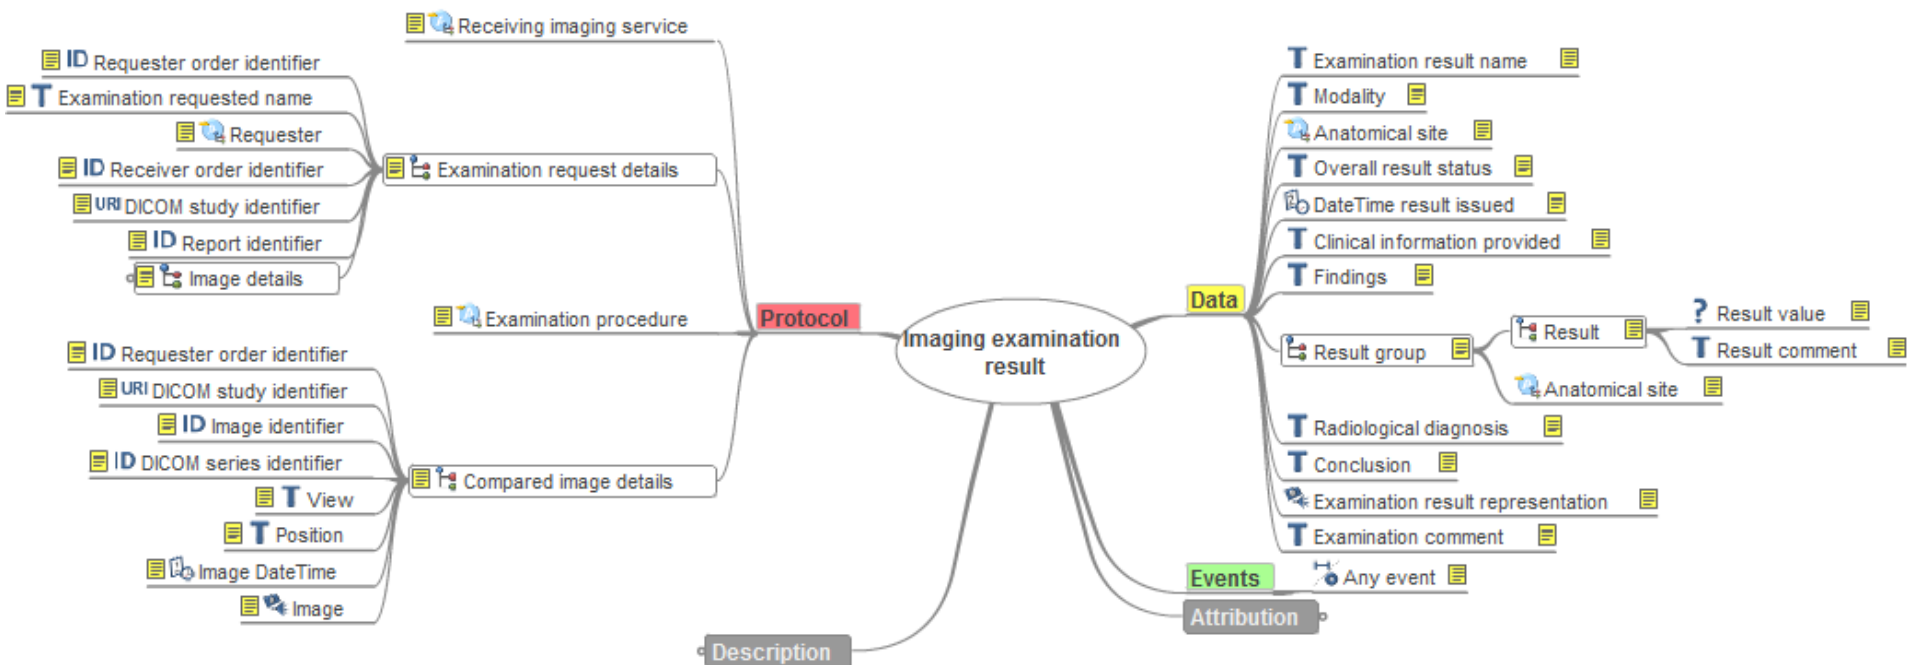 Receiving imaging service
ID Requester order identifier
T Examination requested name
Requester
ID Receiver order identifier
URI DICOM study identifier
ID Report identifier
Image details
Examination request details
Examination procedure
Protocol
ID Requester order identifier
URI DICOM study identifier
ID Image identifier
ID DICOM series identifier
T View
T Position
Image DateTime
Image
Compared image details
Imaging examination
result
Description
Data
T Examination result name
T Modality
Anatomical site
T Overall result status
DateTime result issued
T Clinical information provided
T Findings
Result group
Result
? Result value
T Result comment
Anatomical site
T Radiological diagnosis
T Conclusion
Examination result representation
T Examination comment
Events
Any event
Attribution